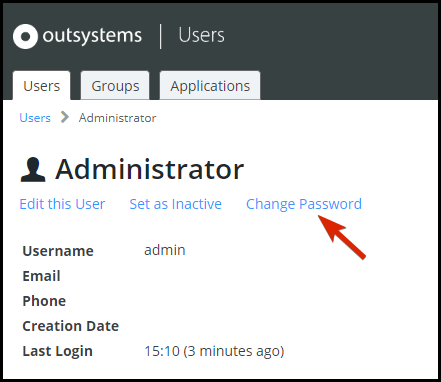 outsystems Users
Users Groups Applications
Users Administrator
Administrator
Edit this User Set as Inactive Change Password
Username admin
Email
Phone
Creation Date
Last Login 15:10 (3 minutes ago)